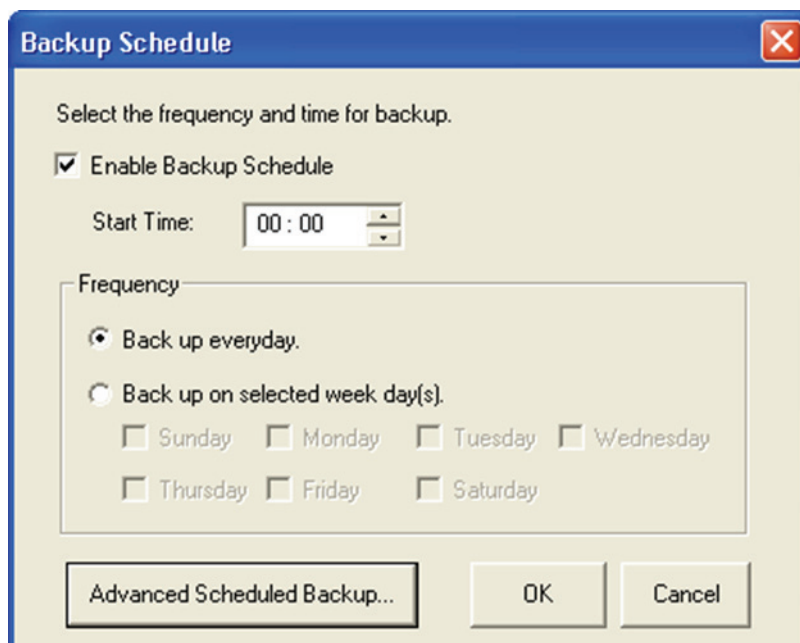 Backup Schedule
Select the frequency and time for backup.
Enable Backup Schedule
Start Time: 00 : 00
Frequency
Back up everyday.
Back up on selected week day(s).
Sunday Monday Tuesday Wednesday
Thursday Friday Saturday
Advanced Scheduled Backup... OK Cancel